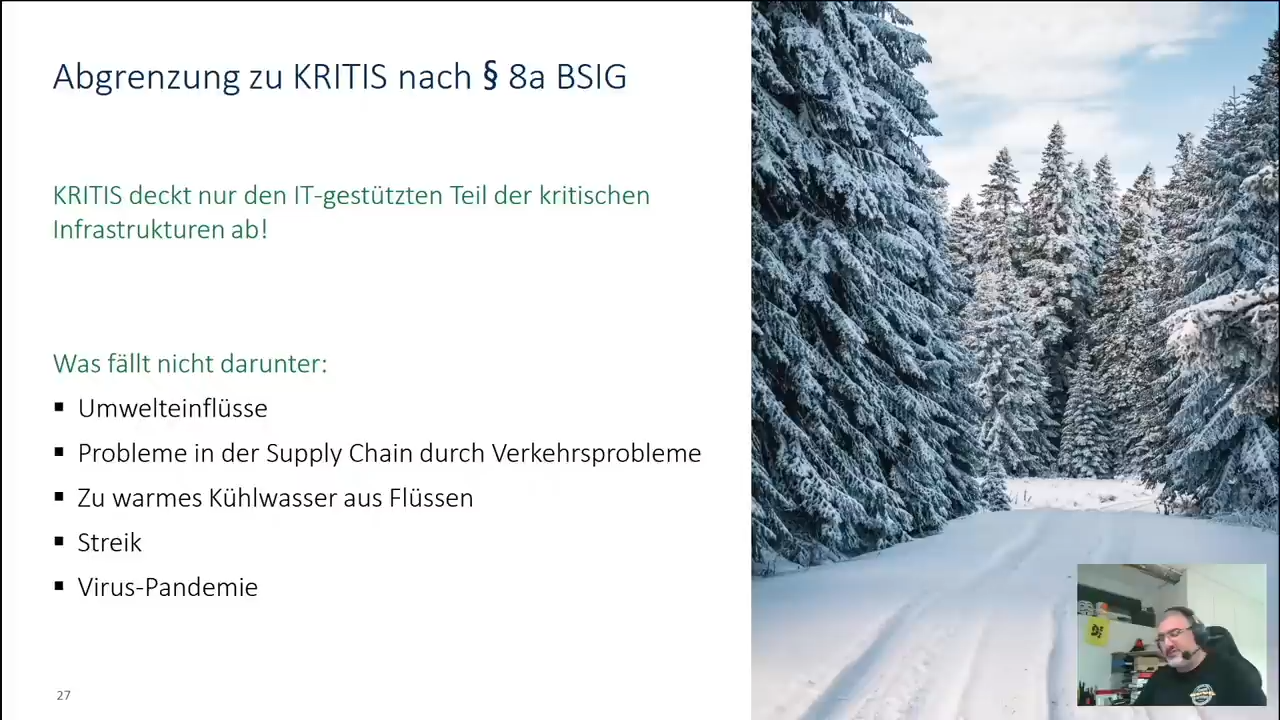 Abgrenzung zu KRITIS nach § 8a BSIG
KRITIS deckt nur den IT-gestützten Teil der kritischen
Infrastrukturen ab!
Was fällt nicht darunter:
▪ Umwelteinflüsse
▪ Probleme in der Supply Chain durch Verkehrsprobleme
▪ Zu warmes Kühlwasser aus Flüssen
▪ Streik
▪ Virus-Pandemie
27